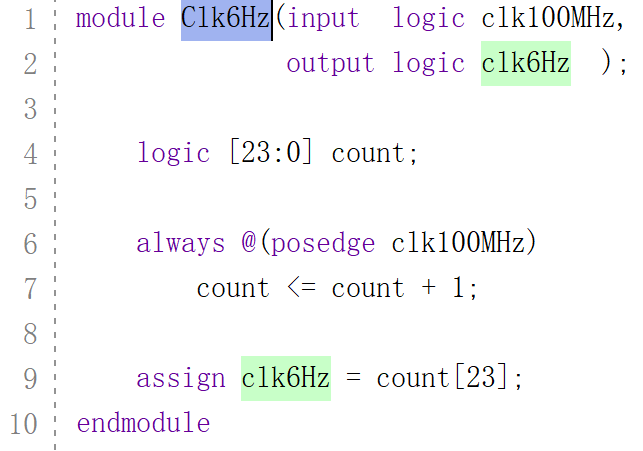 1 module Clk6Hz(input  logic clk100MHz,
2               output logic clk6Hz  );
3
4     logic [23:0] count;
5
6     always @(posedge clk100MHz)
7         count <= count + 1;
8
9     assign clk6Hz = count[23];
10 endmodule